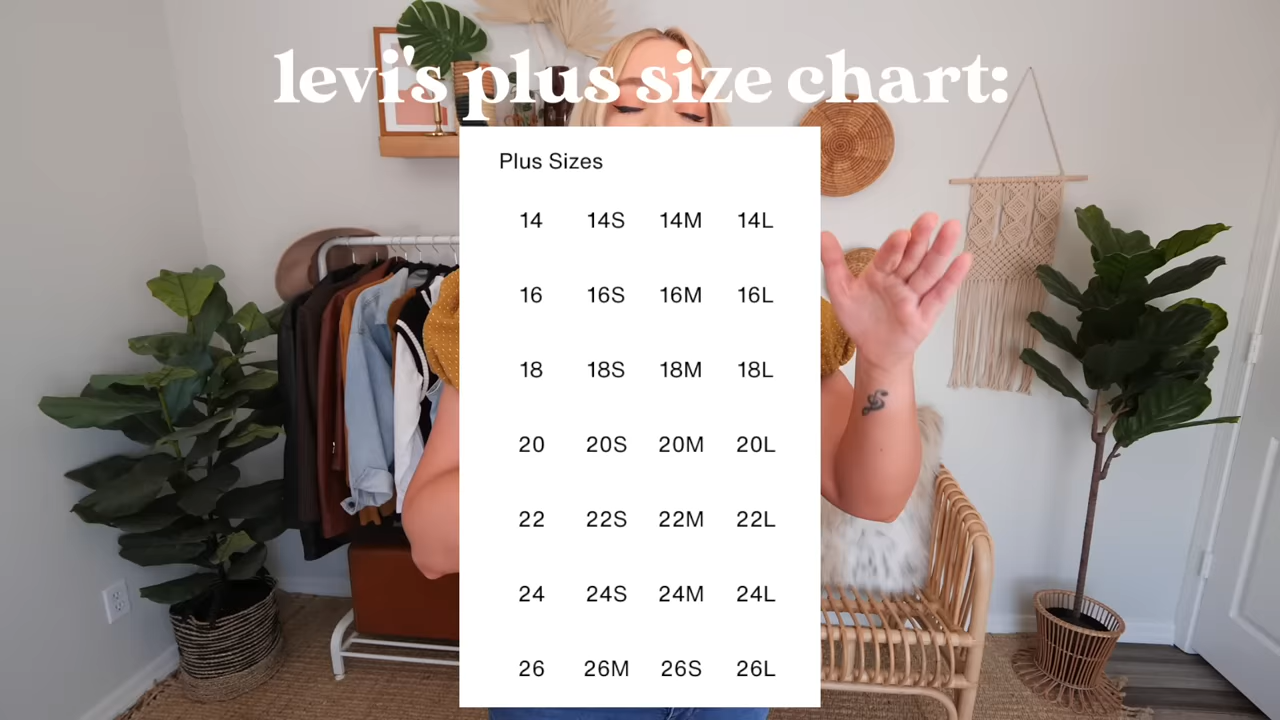 levi's plus size chart:
Plus Sizes
14 14S 14M 14L
16 16S 16M 16L
18 18S 18M 18L
20 20S 20M 20L
22 22S 22M 22L
24 24S 24M 24L
26 26M 26S 26L